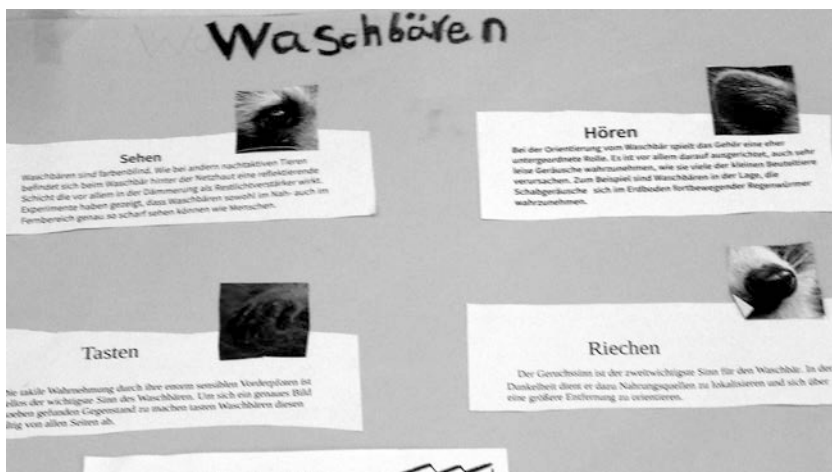 Waschbären
Sehen
Waschbären sind farbenblind. Wie bei andern nachtaktiven Tieren
befindet sich beim Waschbär hinter der Netzhaut eine reflektierende
Schicht die vor allem in der Dämmerung als Restlichtverstärker wirkt.
Experimente haben gezeigt, dass Waschbären sowohl im Nah- auch im
Fernbereich genau so scharf sehen können wie Menschen.
Hören
Bei der Orientierung vom Waschbär spielt das Gehör eine eher
untergeordnete Rolle. Es ist vor allem darauf ausgerichtet, auch sehr
leise Geräusche wahrzunehmen, wie sie viele der kleinen Beutetiere
verursachen. Zum Beispiel sind Waschbären in der Lage, die
Schabgeräusche sich im Erdboden fortbewegender Regenwürmer
wahrzunehmen.
Tasten
Die takile Wahrnehmung durch ihre enorm sensiblen Vorderpfoten ist
der wichtigste Sinn des Waschbären. Um sich ein genaues Bild
gefunden Gegenstand zu machen tasten Waschbären diesen
von allen Seiten ab.
Riechen
Der Geruchssinn ist der zweitwichtigste Sinn für den Waschbär. In der
Dunkelheit dient er dazu Nahrungsquellen zu lokalisieren und sich über
eine größere Entfernung zu orientieren.